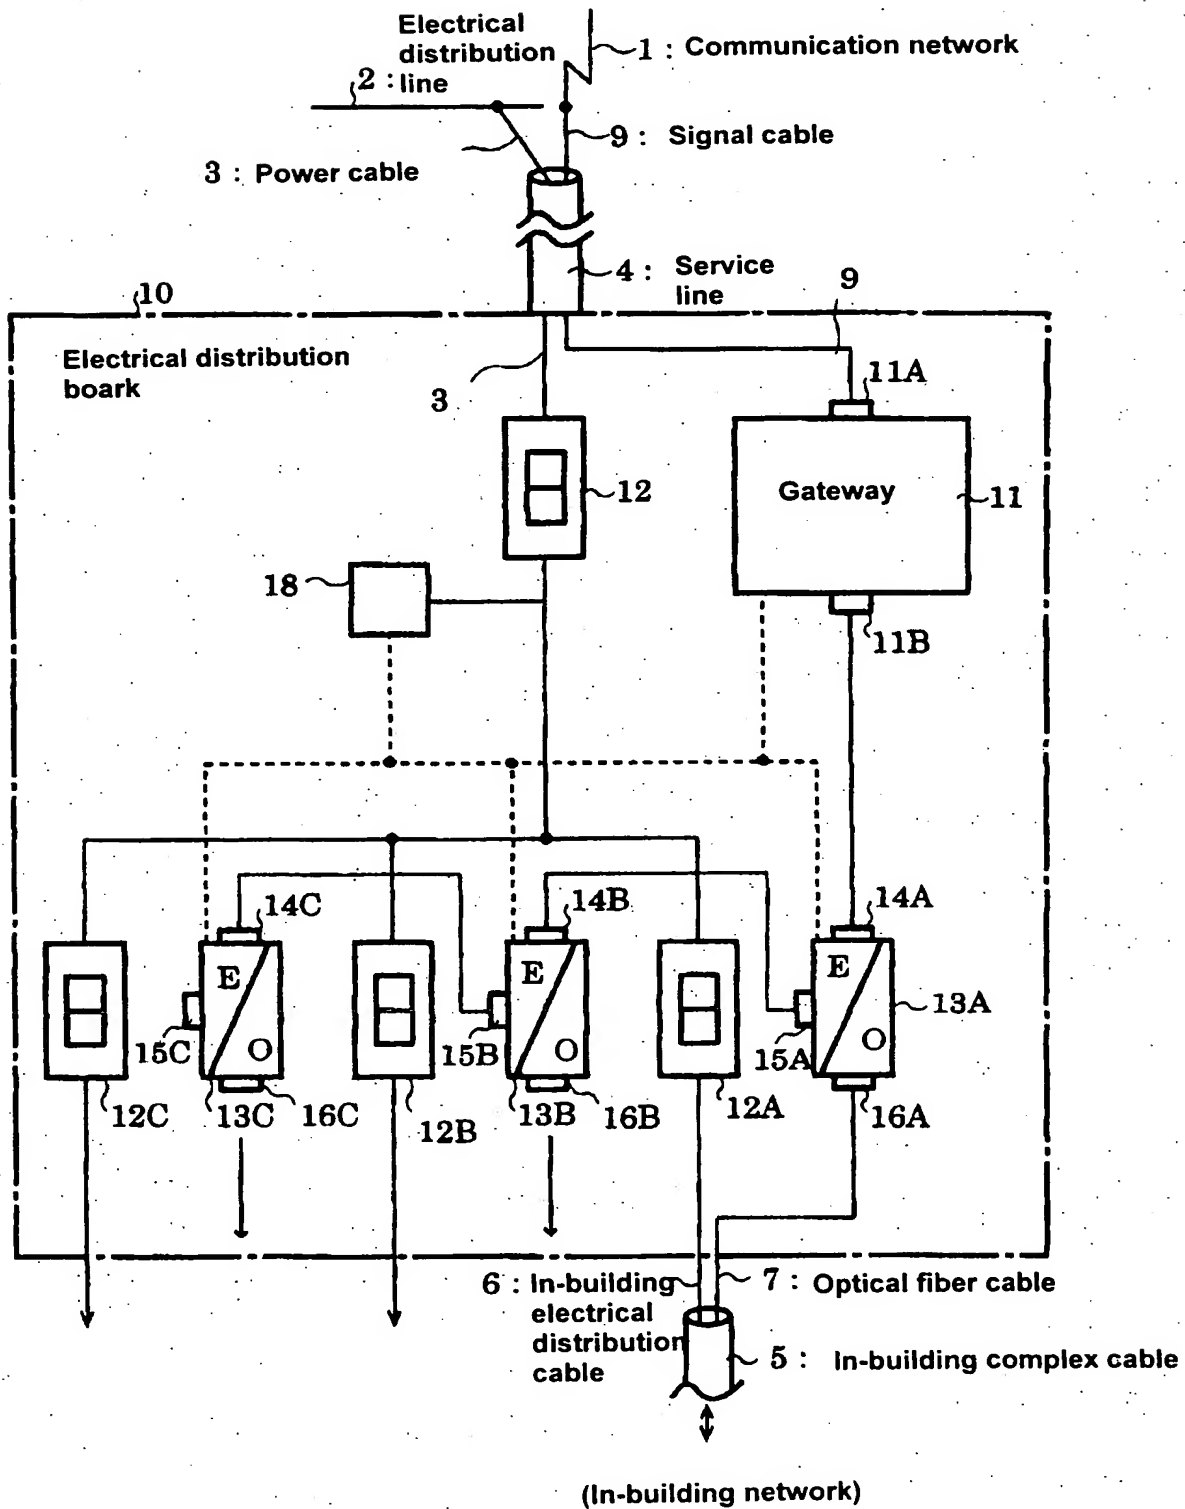 Electrical
distribution
2 : line
1 : Communication network
9 : Signal cable
3 : Power cable
4 : Service
line
10
9
Electrical distribution
boark
3
11A
12
Gateway
11
18
11B
14C
14B
14A
E
E
E
13A
15C
O
15B
O
15A
O
12C
13C
16C
12B
13B
16B
12A
16A
6 : In-building
electrical
distribution
cable
7 : Optical fiber cable
5 : In-building complex cable
(In-building network)